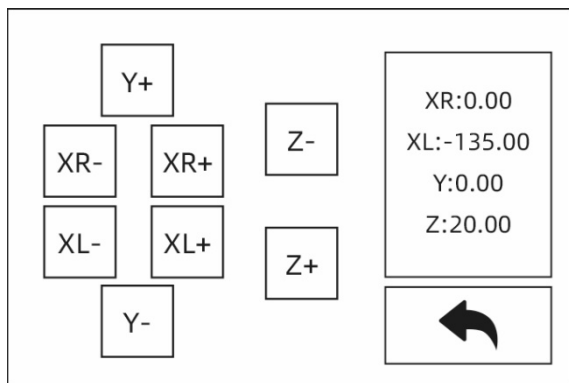 Y+
XR-
XR+
XL-
XL+
Y-
Z-
Z+
XR:0.00
XL:-135.00
Y:0.00
Z:20.00